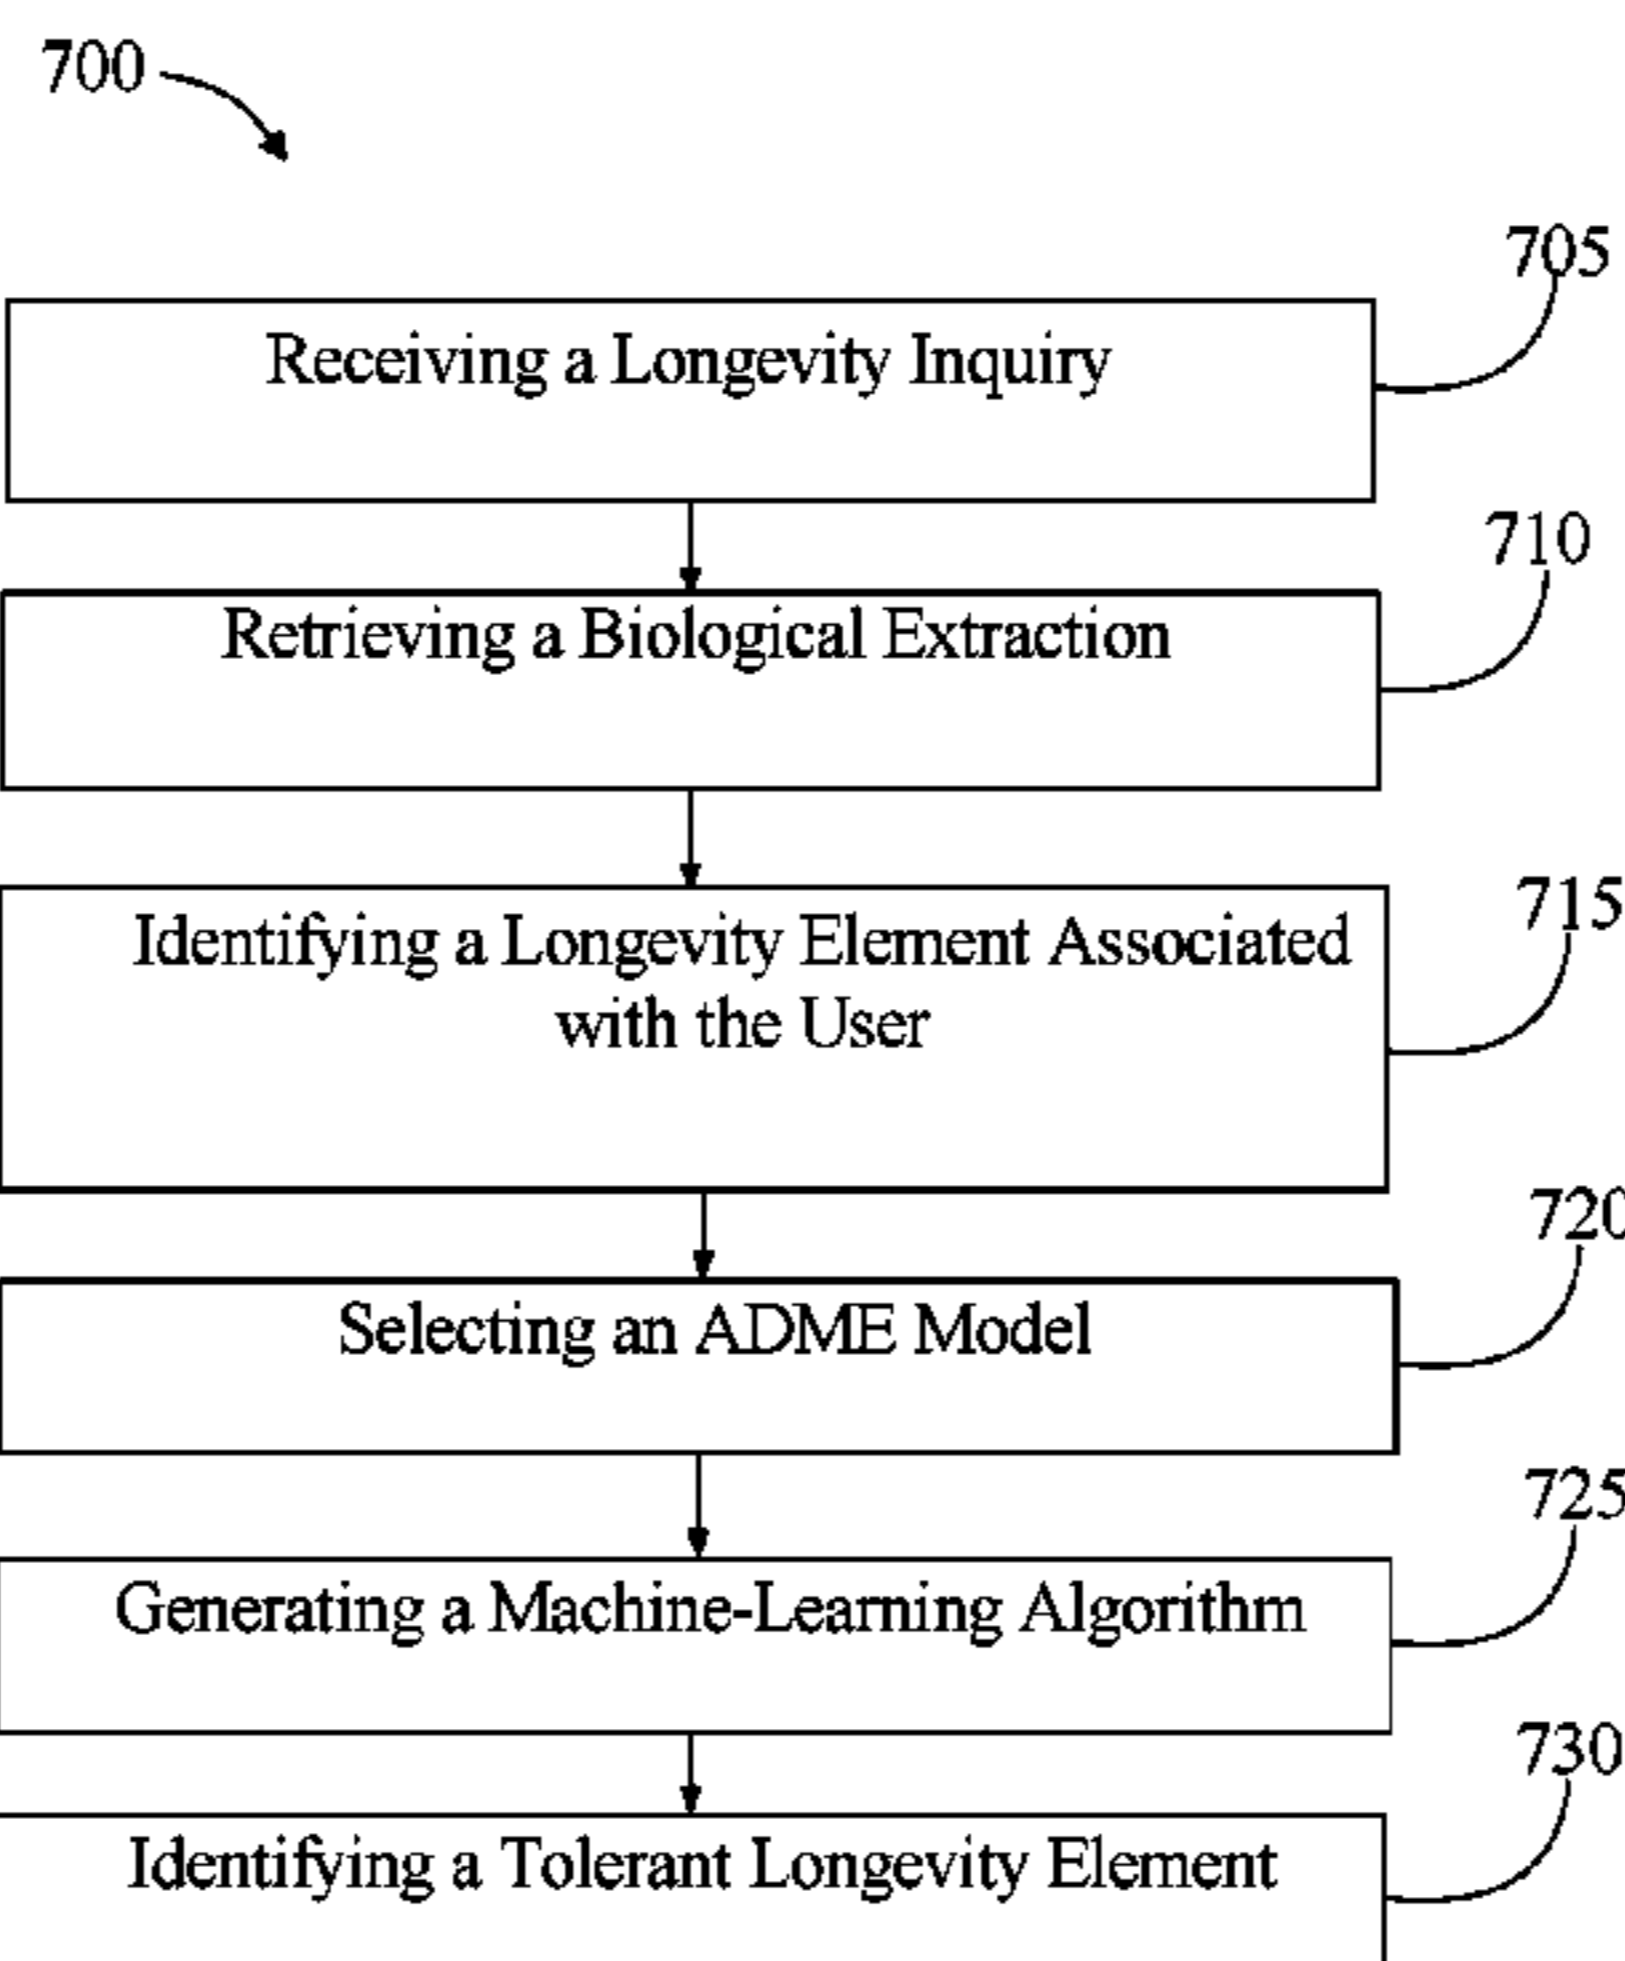 700
705
Receiving a Longevity Inquiry
710
Retrieving a Biological Extraction
715
Identifying a Longevity Element Associated
with the User
720
Selecting an ADME Model
725
Generating a Machine-Learning Algorithm
730
Identifying a Tolerant Longevity Element